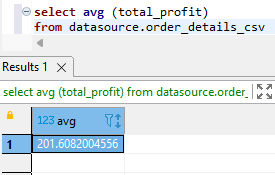 select avg (total_profit)
from datasource.order_details_csv
Results 1
select avg (total_profit) from datasource.order_
123 avg
1 201.6082004556